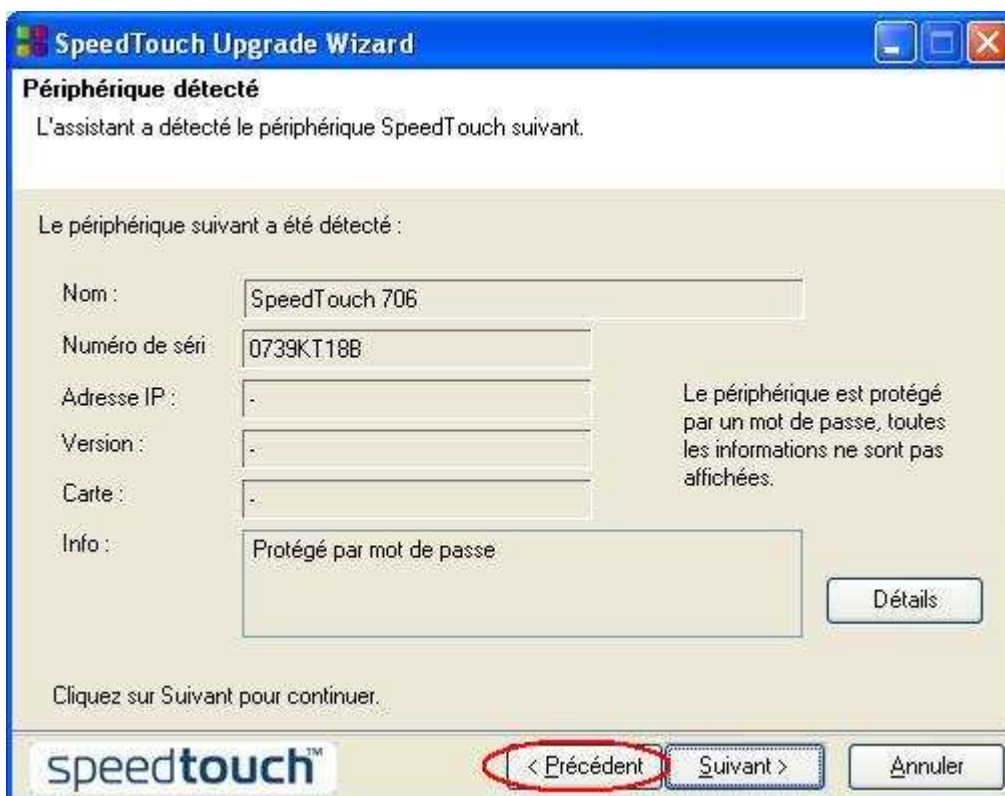 SpeedTouch Upgrade Wizard
Périphérique détecté
L'assistant a détecté le périphérique SpeedTouch suivant.
Le périphérique suivant a été détecté :
Nom :
SpeedTouch 706
Numéro de séri
0739KT18B
Adresse IP :
-
Version :
-
Carte :
-
Le périphérique est protégé
par un mot de passe, toutes
les informations ne sont pas
affichées.
Info :
Protégé par mot de passe
Détails
Cliquez sur Suivant pour continuer.
speedtouch™
< Précédent
Suivant >
Annuler